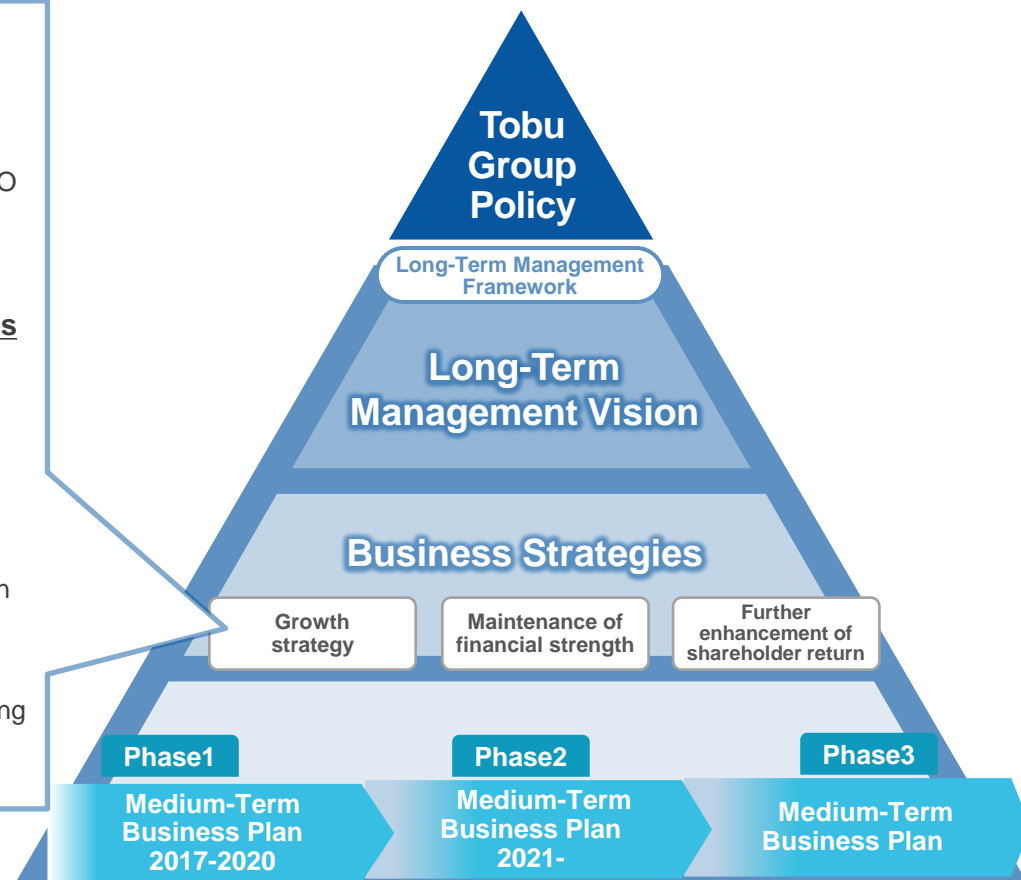 Tobu
Group
Policy
Long-Term Management
Framework
Long-Term
Management Vision
Business Strategies
Growth
strategy
Maintenance of
financial strength
Further
enhancement of
shareholder return
Phase1
Medium-Term
Business Plan
2017-2020
Phase2
Medium-Term
Business Plan
2021-
Phase3
Medium-Term
Business Plan